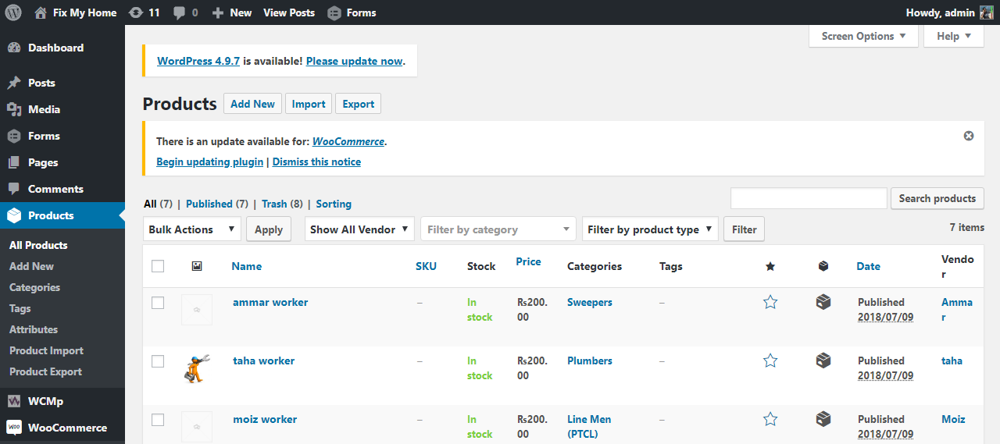 Fix My Home 11 0 New View Posts Forms Howdy, admin
Screen Options Help
Dashboard
Posts
Media
Forms
Pages
Comments
Products
All Products
Add New
Categories
Tags
Attributes
Product Import
Product Export
WCMp
Woo WooCommerce
WordPress 4.9.7 is available! Please update now.
Products Add New Import Export
There is an update available for: WooCommerce.
Begin updating plugin | Dismiss this notice
All (7) | Published (7) | Trash (8) | Sorting
Search products
Bulk Actions Apply Show All Vendor Filter by category Filter by product type Filter 7 items
Name SKU Stock Price Categories Tags Date Vendo
r
ammar worker – In Rs200. Sweepers – Published Amma
stock 00 2018/07/09 r
taha worker – In Rs200. Plumbers – Published taha
stock 00 2018/07/09
moiz worker – In Rs200. Line Men – Published Moiz
stock 00 (PTCL) 2018/07/09